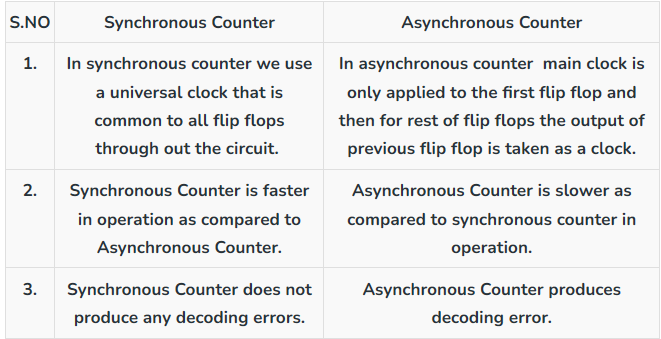 S.NO Synchronous Counter Asynchronous Counter
1.
In synchronous counter we use
a universal clock that is
common to all flip flops
through out the circuit.
In asynchronous counter main clock is
only applied to the first flip flop and
then for rest of flip flops the output of
previous flip flop is taken as a clock.
2.
Synchronous Counter is faster
in operation as compared to
Asynchronous Counter.
Asynchronous Counter is slower as
compared to synchronous counter in
operation.
3.
Synchronous Counter does not
produce any decoding errors.
Asynchronous Counter produces
decoding error.